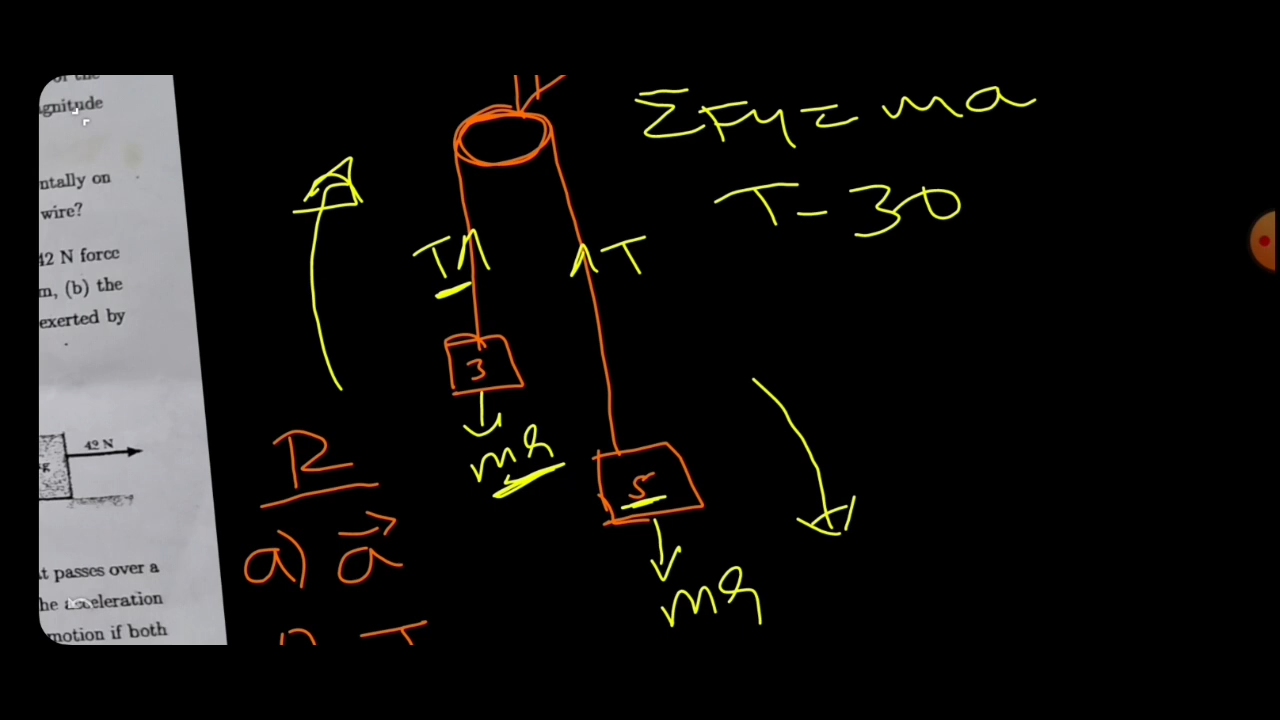 gnitude
ntally on
wire?
42 N force
m, (b) the
exerted by
42 N
t passes over a
he acceleration
motion if both
ΣFy = ma
T - 30
T
T
3
mg
5
mg
R
a) a⃗
T